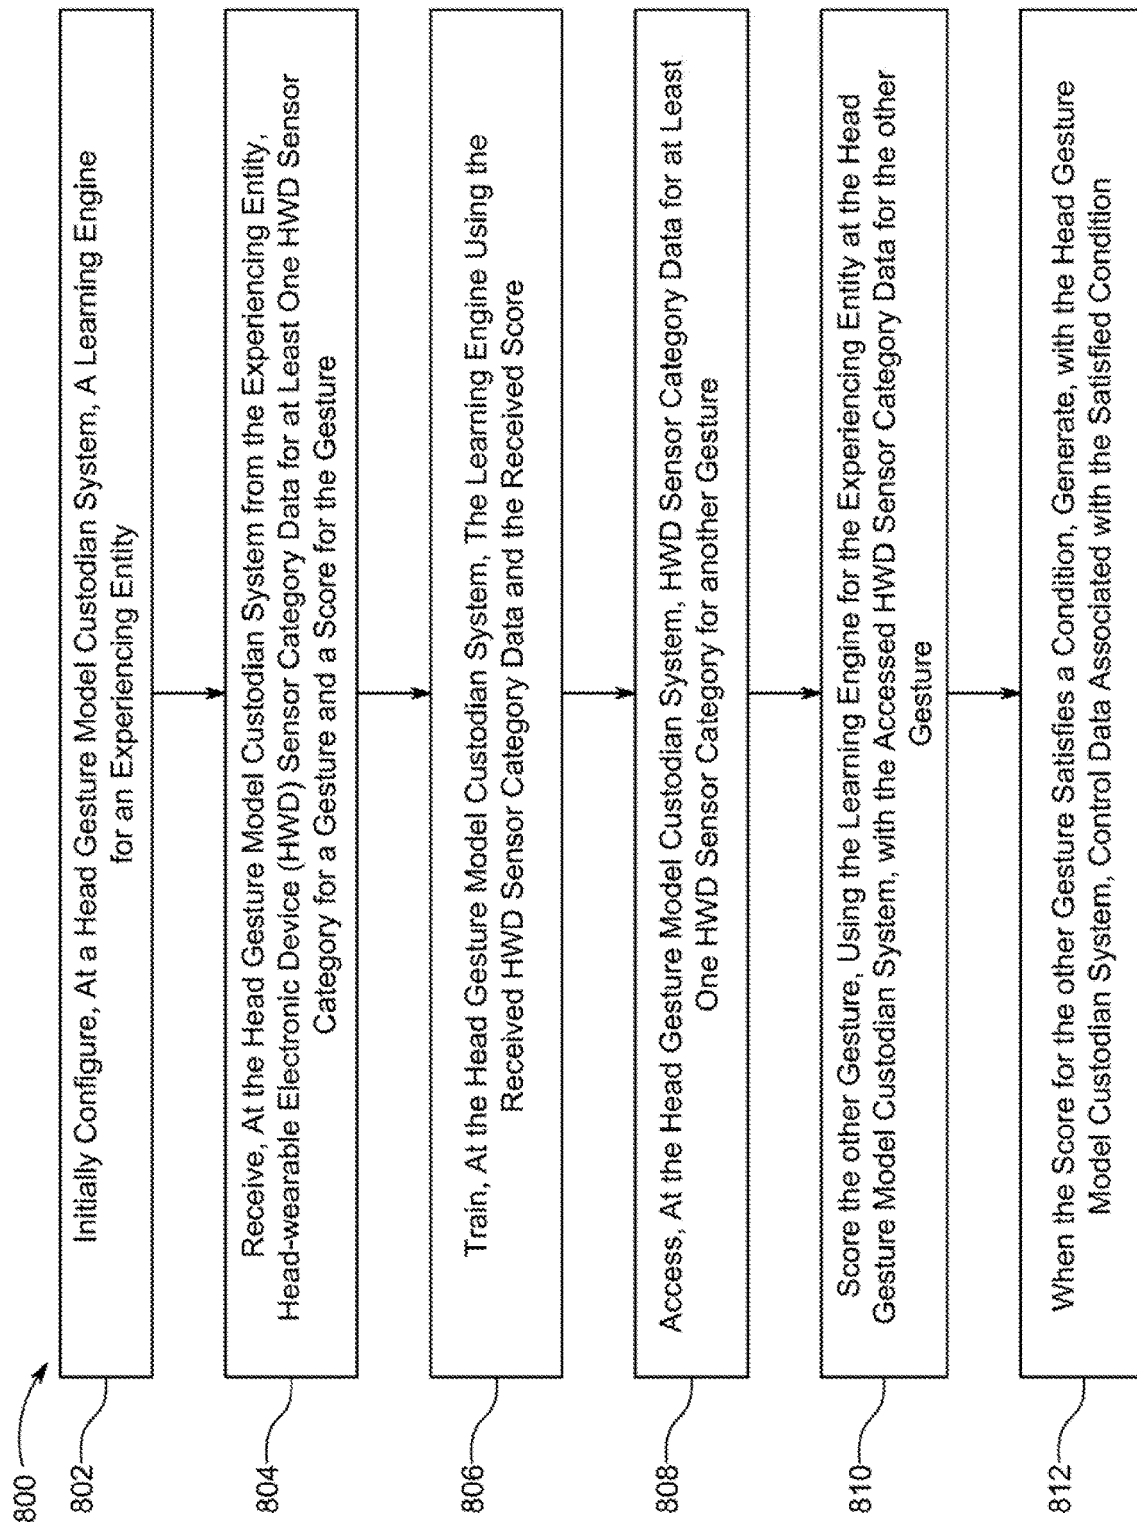 800
802
Initially Configure, At a Head Gesture Model Custodian System, A Learning Engine
for an Experiencing Entity
804
Receive, At the Head Gesture Model Custodian System from the Experiencing Entity,
Head-wearable Electronic Device (HWD) Sensor Category Data for at Least One HWD Sensor
Category for a Gesture and a Score for the Gesture
806
Train, At the Head Gesture Model Custodian System, The Learning Engine Using the
Received HWD Sensor Category Data and the Received Score
808
Access, At the Head Gesture Model Custodian System, HWD Sensor Category Data for at Least
One HWD Sensor Category for another Gesture
810
Score the other Gesture, Using the Learning Engine for the Experiencing Entity at the Head
Gesture Model Custodian System, with the Accessed HWD Sensor Category Data for the other
Gesture
812
When the Score for the other Gesture Satisfies a Condition, Generate, with the Head Gesture
Model Custodian System, Control Data Associated with the Satisfied Condition